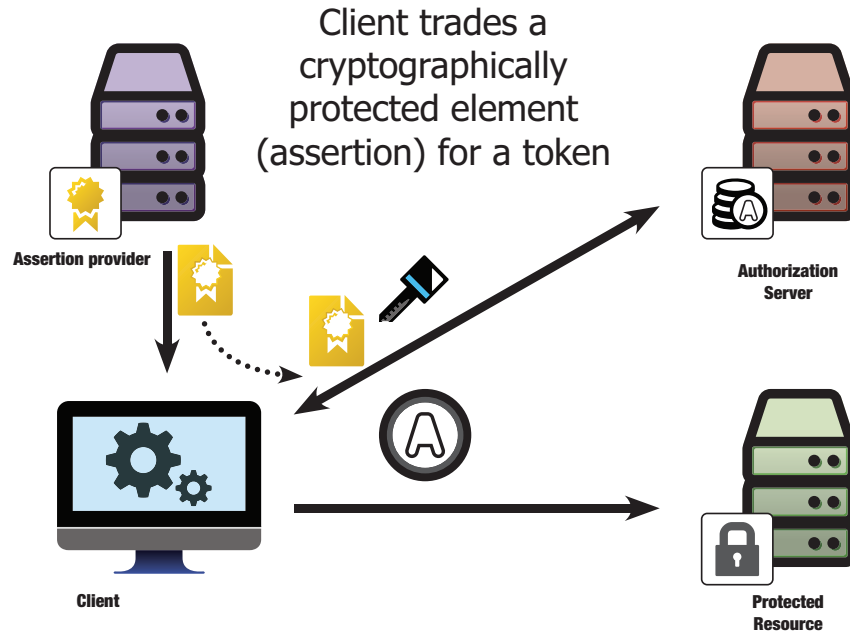 Client trades a
cryptographically
protected element
(assertion) for a token
Assertion provider
A
Authorization
Server
A
Client
Protected
Resource